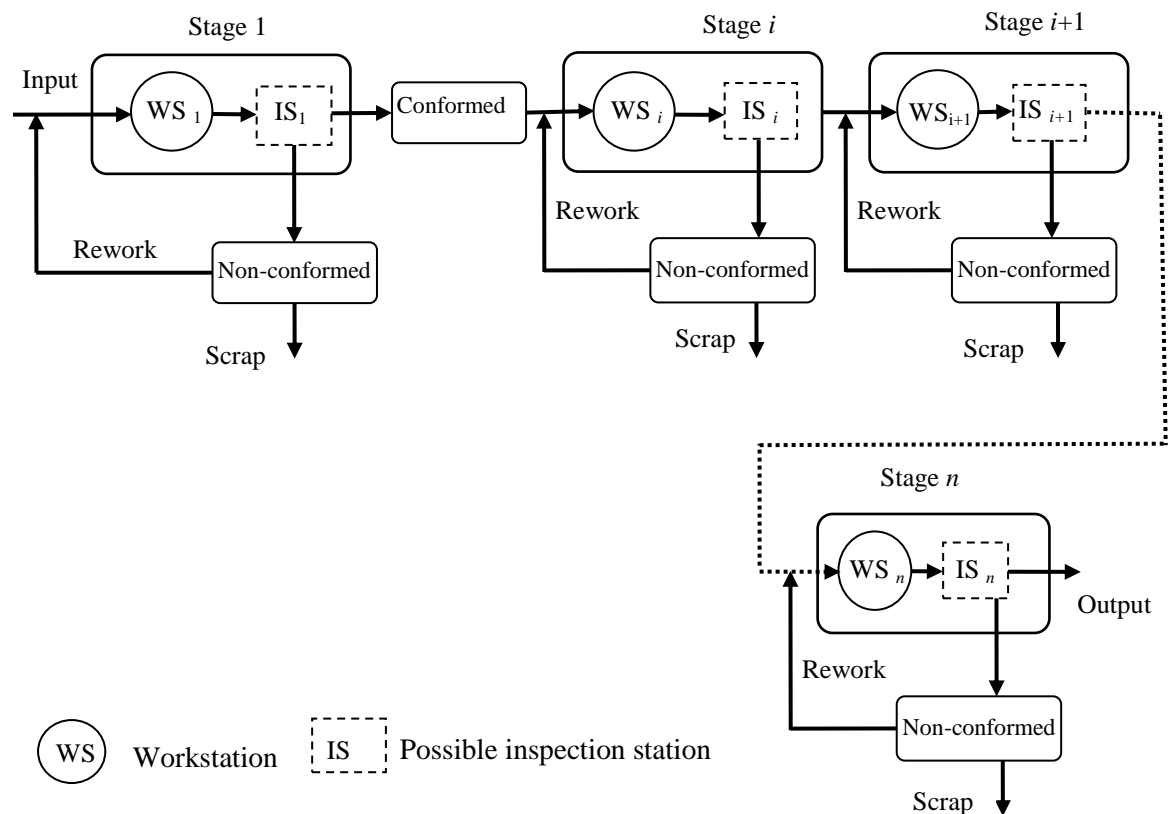 Stage 1
Stage i
Stage i+1
Input
WS 1
IS1
Conformed
WS i
IS i
WSi+1
IS i+1
Rework
Non-conformed
Scrap
Rework
Non-conformed
Scrap
Rework
Non-conformed
Scrap
Stage n
WS n
IS n
Output
Rework
Non-conformed
Scrap
WS
Workstation
IS
Possible inspection station